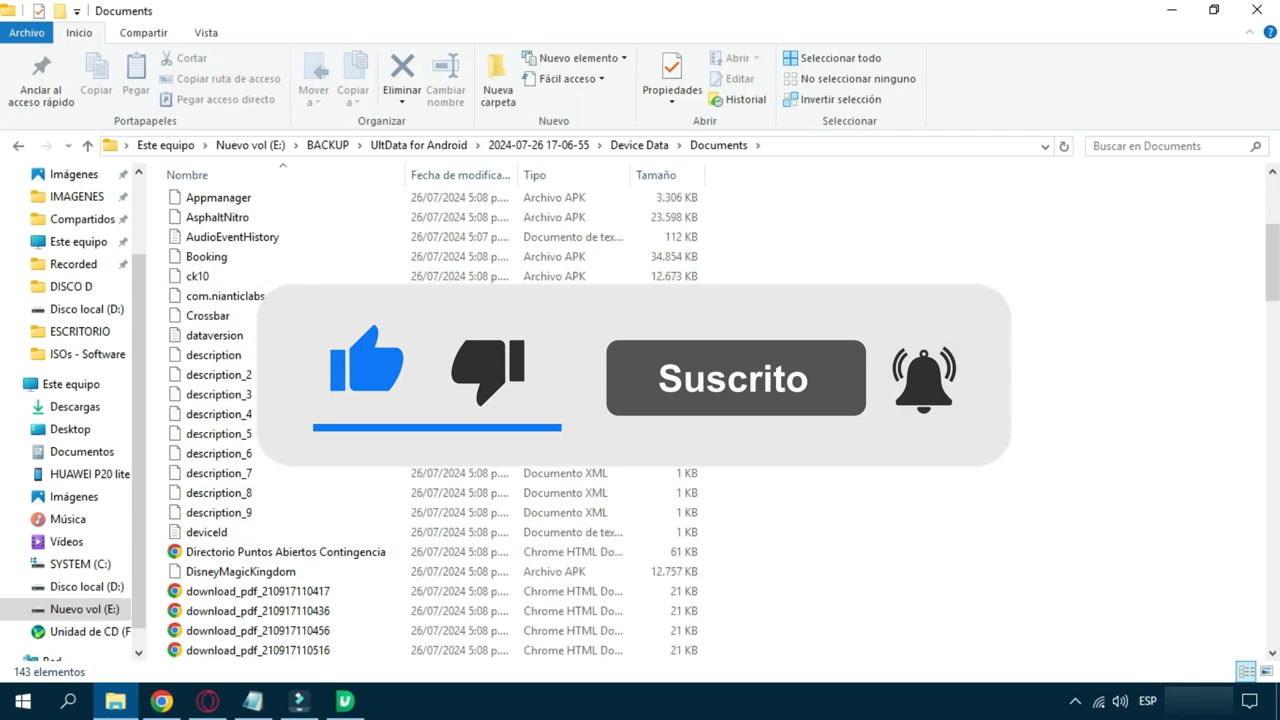 Documents
Archivo Inicio Compartir Vista
Anclar al acceso rápido
Copiar
Pegar
Cortar
Copiar ruta de acceso
Pegar acceso directo
Portapapeles
Mover a
Copiar a
Eliminar
Cambiar nombre
Organizar
Nueva carpeta
Nuevo elemento
Fácil acceso
Nuevo
Propiedades
Abrir
Editar
Historial
Abrir
Seleccionar todo
No seleccionar ninguno
Invertir selección
Seleccionar
Este equipo > Nuevo vol (E:) > BACKUP > UltData for Android > 2024-07-26 17-06-55 > Device Data > Documents >
Buscar en Documents
Imágenes
IMAGENES
Compartidos
Este equipo
Recorded
DISCO D
Disco local (D:)
ESCRITORIO
ISOs - Software
Este equipo
Descargas
Desktop
Documentos
HUAWEI P20 lite
Imágenes
Música
Vídeos
SYSTEM (C:)
Disco local (D:)
Nuevo vol (E:)
Unidad de CD (F
Nombre Fecha de modifica... Tipo Tamaño
Appmanager 26/07/2024 5:08 p.... Archivo APK 3.306 KB
AsphaltNitro 26/07/2024 5:08 p.... Archivo APK 23.598 KB
AudioEventHistory 26/07/2024 5:07 p.... Documento de tex... 112 KB
Booking 26/07/2024 5:08 p.... Archivo APK 34.854 KB
ck10 26/07/2024 5:08 p.... Archivo APK 12.673 KB
com.nianticlabs
Crossbar
dataversion
description
description_2
description_3
description_4
description_5
description_6
description_7 26/07/2024 5:08 p.... Documento XML 1 KB
description_8 26/07/2024 5:08 p.... Documento XML 1 KB
description_9 26/07/2024 5:08 p.... Documento XML 1 KB
deviceId 26/07/2024 5:08 p.... Documento de tex... 1 KB
Directorio Puntos Abiertos Contingencia 26/07/2024 5:08 p.... Chrome HTML Do... 61 KB
DisneyMagicKingdom 26/07/2024 5:08 p.... Archivo APK 12.757 KB
download_pdf_210917110417 26/07/2024 5:08 p.... Chrome HTML Do... 21 KB
download_pdf_210917110436 26/07/2024 5:08 p.... Chrome HTML Do... 21 KB
download_pdf_210917110456 26/07/2024 5:08 p.... Chrome HTML Do... 21 KB
download_pdf_210917110516 26/07/2024 5:08 p.... Chrome HTML Do... 21 KB
Suscrito
143 elementos
ESP